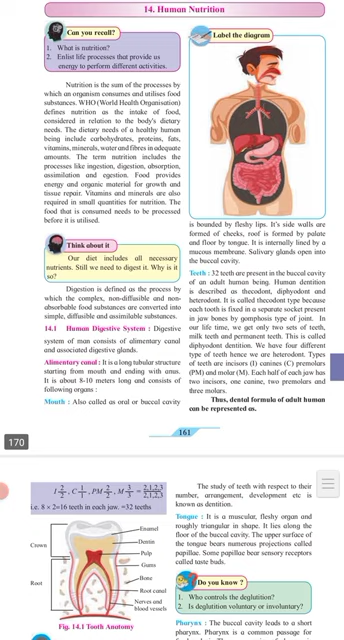 14. Human Nutrition
Can you recall?
1. What is nutrition?
2. Enlist life processes that provide us
energy to perform different activities.
Nutrition is the sum of the processes by
which an organism consumes and utilises food
substances. WHO (World Health Organisation)
defines nutrition as the intake of food,
considered in relation to the body's dietary
needs. The dietary needs of a healthy human
being include carbohydrates, proteins, fats,
vitamins, minerals, water and fibres in adequate
amounts. The term nutrition includes the
processes like ingestion, digestion, absorption,
assimilation and egestion. Food provides
energy and organic material for growth and
tissue repair. Vitamins and minerals are also
required in small quantities for nutrition. The
food that is consumed needs to be processed
before it is utilised.
Think about it
Our diet includes all necessary
nutrients. Still we need to digest it. Why is it
so?
Digestion is defined as the process by
which the complex, non-diffusible and non-
absorbable food substances are converted into
simple, diffusible and assimilable substances.
14.1 Human Digestive System : Digestive
system of man consists of alimentary canal
and associated digestive glands.
Alimentary canal : It is a long tubular structure
starting from mouth and ending with anus.
It is about 8-10 meters long and consists of
following organs :
Mouth : Also called as oral or buccal cavity
Label the diagram
is bounded by fleshy lips. It's side walls are
formed of cheeks, roof is formed by palate
and floor by tongue. It is internally lined by a
mucous membrane. Salivary glands open into
the buccal cavity.
Teeth : 32 teeth are present in the buccal cavity
of an adult human being. Human dentition
is described as thecodont, diphyodont and
heterodont. It is called thecodont type because
each tooth is fixed in a separate socket present
in jaw bones by gomphosis type of joint. In
our life time, we get only two sets of teeth,
milk teeth and permanent teeth. This is called
diphyodont dentition. We have four different
type of teeth hence we are heterodont. Types
of teeth are incisors (I) canines (C) premolars
(PM) and molar (M). Each half of each jaw has
two incisors, one canine, two premolars and
three molars.
Thus, dental formula of adult human
can be represented as.
161
170
I 2/2, C 1/1, PM 2/2, M 3/3 = 2,1,2,3/2,1,2,3
i.e. 8 × 2=16 teeth in each jaw. =32 teeth
Enamel
Dentin
Pulp
Gums
Bone
Root canal
Nerves and
blood vessels
Crown
Root
Fig. 14.1 Tooth Anatomy
The study of teeth with respect to their
number, arrangement, development etc is
known as dentition.
Tongue : It is a muscular, fleshy organ and
roughly triangular in shape. It lies along the
floor of the buccal cavity. The upper surface of
the tongue bears numerous projections called
papillae. Some papillae bear sensory receptors
called taste buds.
Do you know ?
1. Who controls the deglutition?
2. Is deglutition voluntary or involuntary?
Pharynx : The buccal cavity leads to a short
pharynx. Pharynx is a common passage for